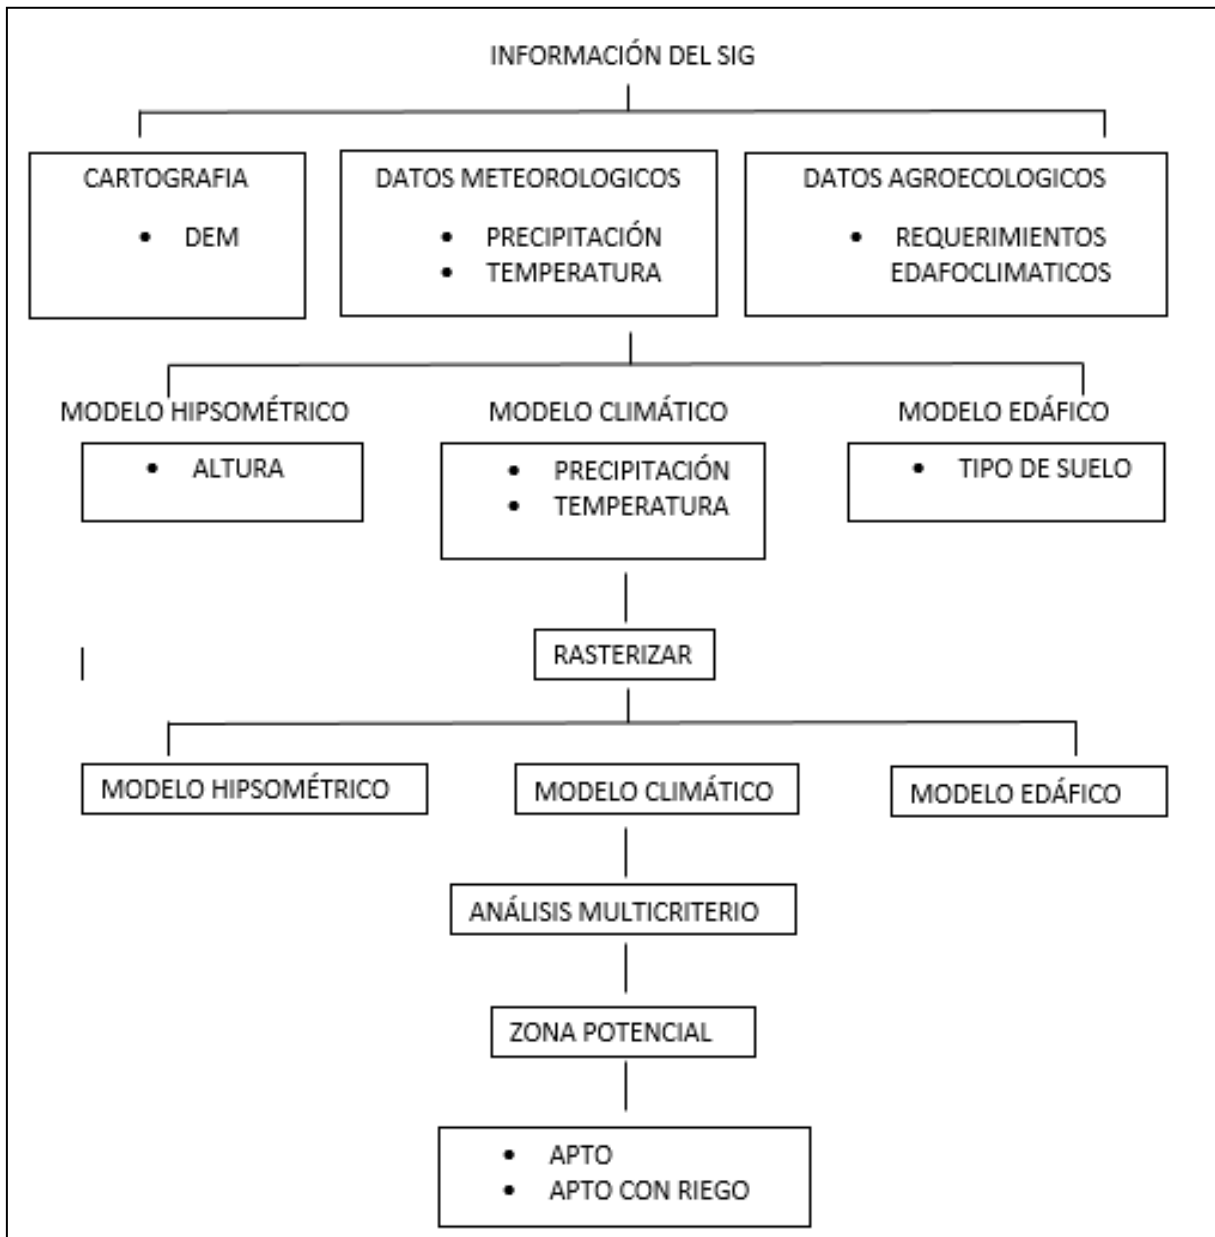 INFORMACIÓN DEL SIG
CARTOGRAFIA
• DEM
DATOS METEOROLOGICOS
• PRECIPITACIÓN
• TEMPERATURA
DATOS AGROECOLOGICOS
• REQUERIMIENTOS
EDAFOCLIMATICOS
MODELO HIPSOMÉTRICO
• ALTURA
MODELO CLIMÁTICO
• PRECIPITACIÓN
• TEMPERATURA
MODELO EDÁFICO
• TIPO DE SUELO
RASTERIZAR
MODELO HIPSOMÉTRICO
MODELO CLIMÁTICO
MODELO EDÁFICO
ANÁLISIS MULTICRITERIO
ZONA POTENCIAL
• APTO
• APTO CON RIEGO